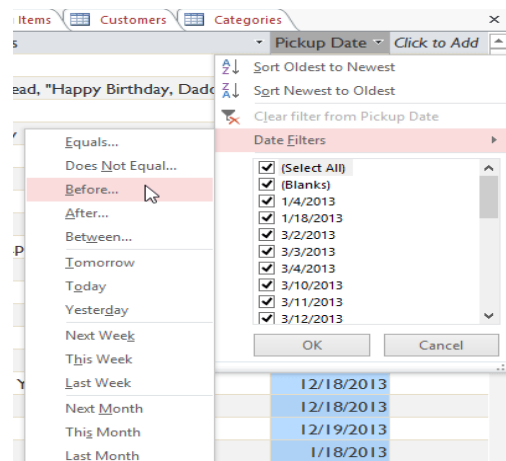 Items Customers Categories
s Pickup Date Click to Add
Sort Oldest to Newest
ead, "Happy Birthday, Dadd
Sort Newest to Oldest
Clear filter from Pickup Date
Date Filters
Equals...
Does Not Equal...
Before...
After...
Between...
Tomorrow
Today
Yesterday
Next Week
This Week
Last Week
Next Month
This Month
Last Month
(Select All)
(Blanks)
1/4/2013
1/18/2013
3/2/2013
3/3/2013
3/4/2013
3/10/2013
3/11/2013
3/12/2013
OK Cancel
12/18/2013
12/18/2013
12/19/2013
1/18/2013